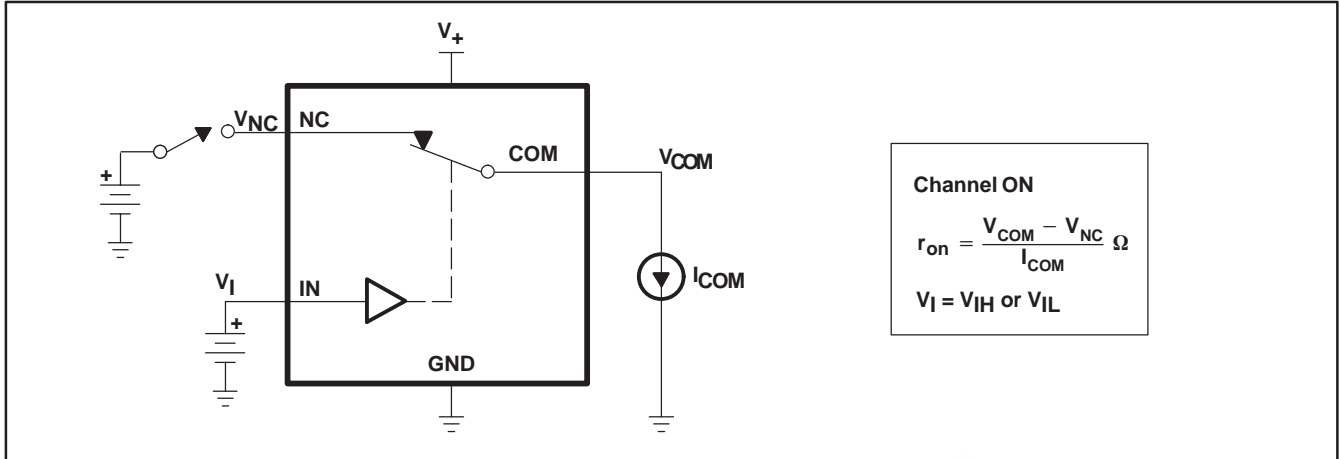 V+
VNC NC
COM
VCOM
+
VI
IN
+
ICOM
GND
Channel ON
ron = VCOM − VNC / ICOM Ω
VI = VIH or VIL